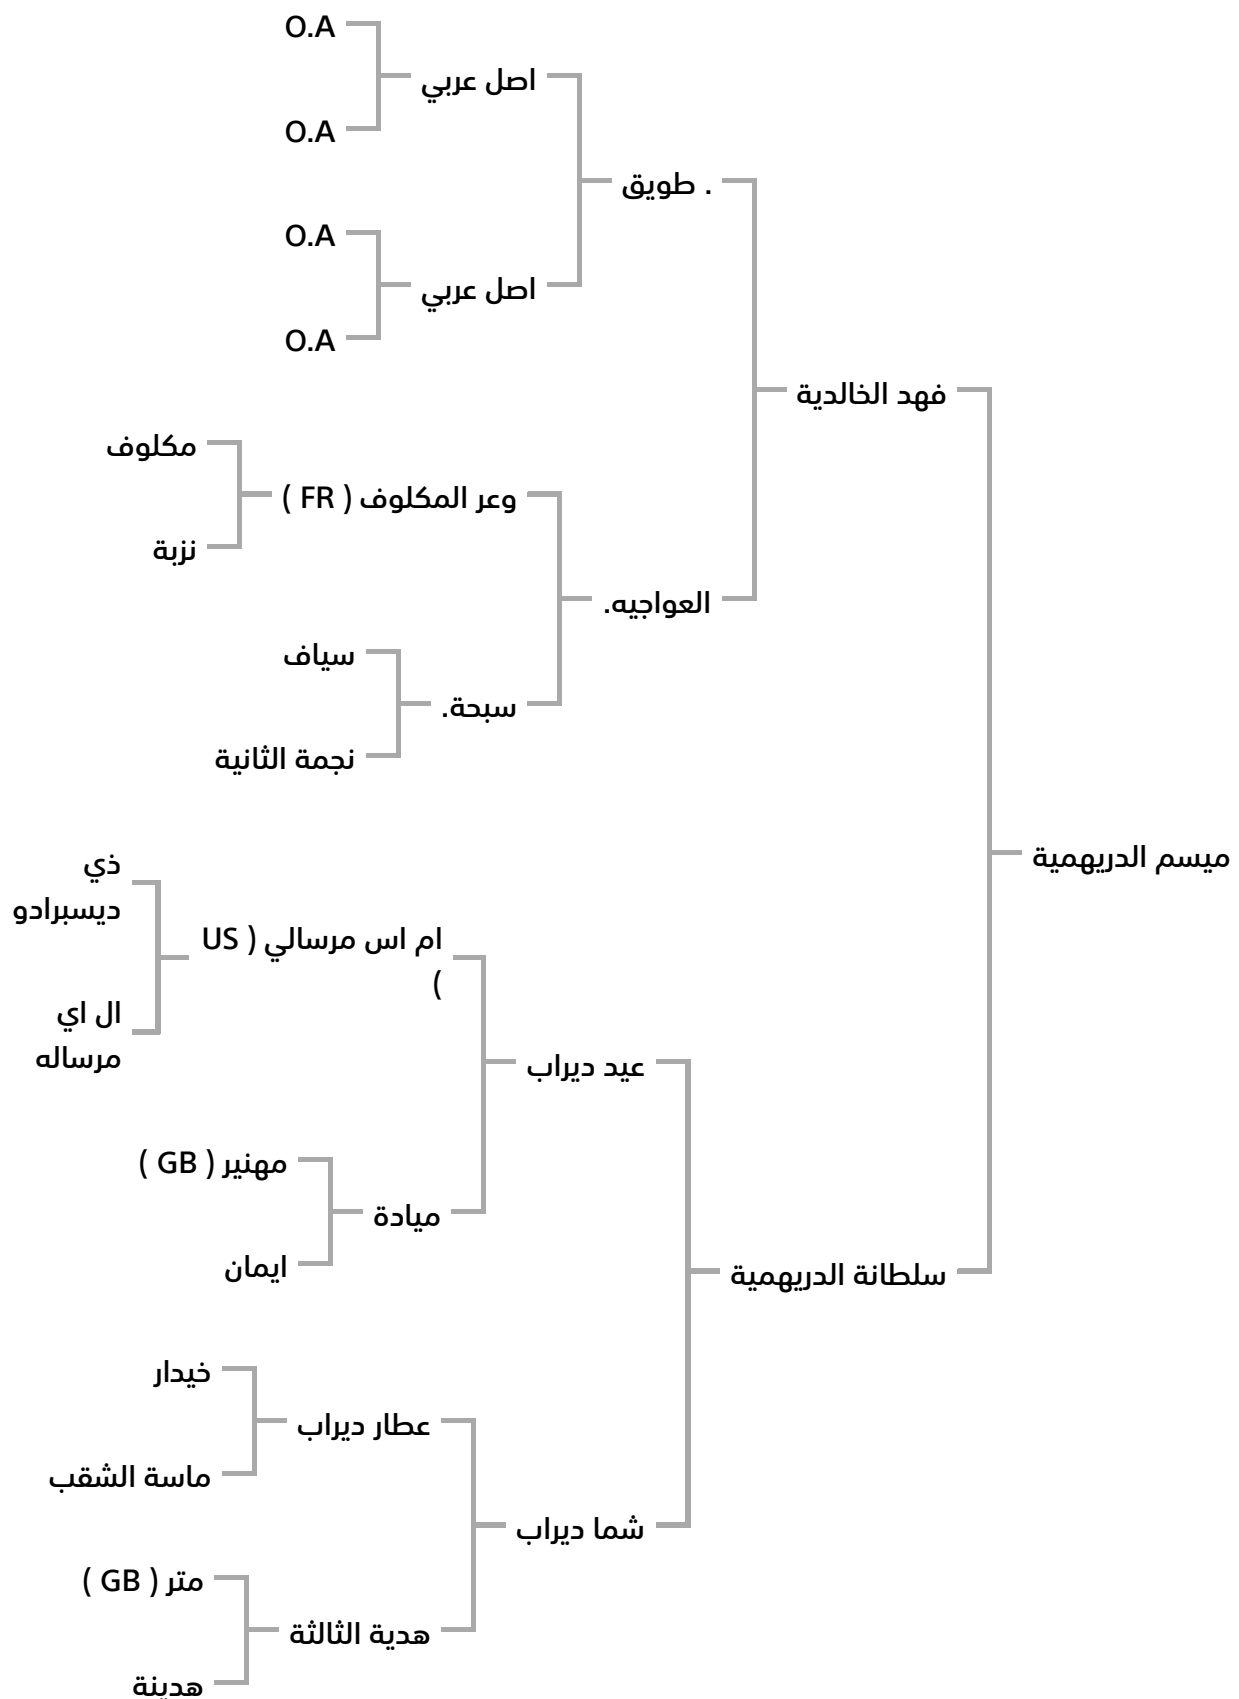 O.A
اصل عربي
O.A
. طويق
O.A
اصل عربي
O.A
فهد الخالدية
مكلوف
وعر المكلوف ( FR )
نزبة
العواجيه.
سياف
سبحة.
نجمة الثانية
ميسم الدريهمية
ذي
ديسبرادو
ام اس مرسالي ( US
)
ال اي
مرساله
عيد ديراب
مهنير ( GB )
ميادة
ايمان
سلطانة الدريهمية
خيدار
عطار ديراب
ماسة الشقب
شما ديراب
متر ( GB )
هدية الثالثة
هدينة